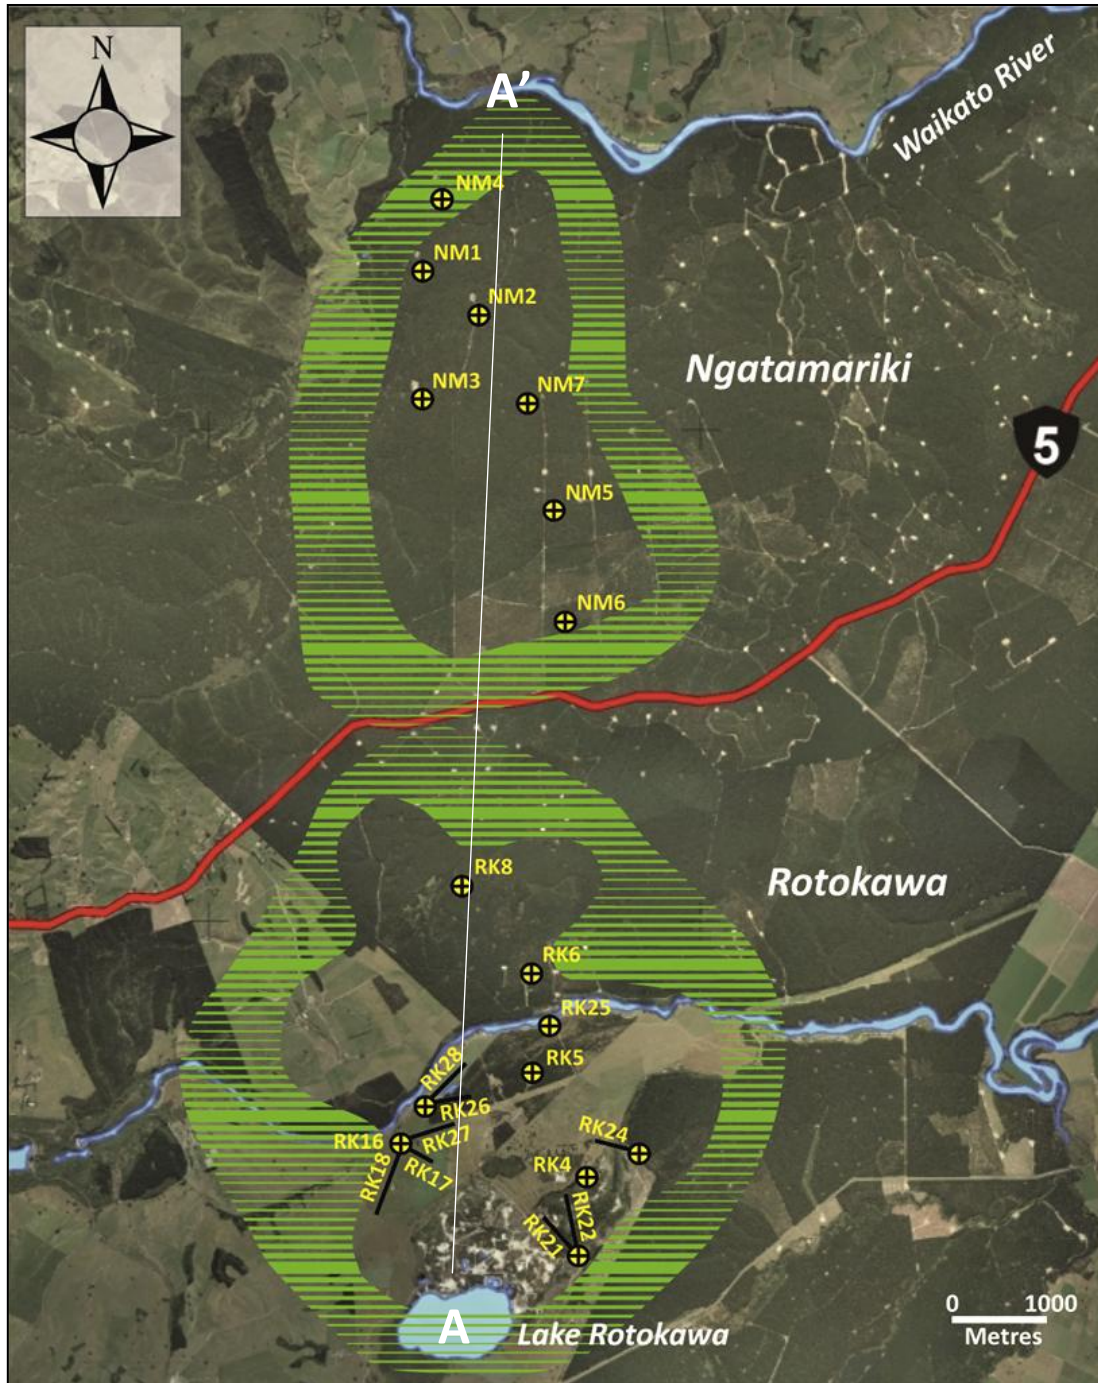 N
A'
Waikato River
NM4
NM1
NM2
Ngatamariki
NM3
NM7
5
NM5
NM6
RK8
Rotokawa
RK6
RK25
RK5
RK28
RK26
RK16
RK27
RK24
RK17
RK18
RK4
RK22
RK21
0 1000
Metres
A
Lake Rotokawa